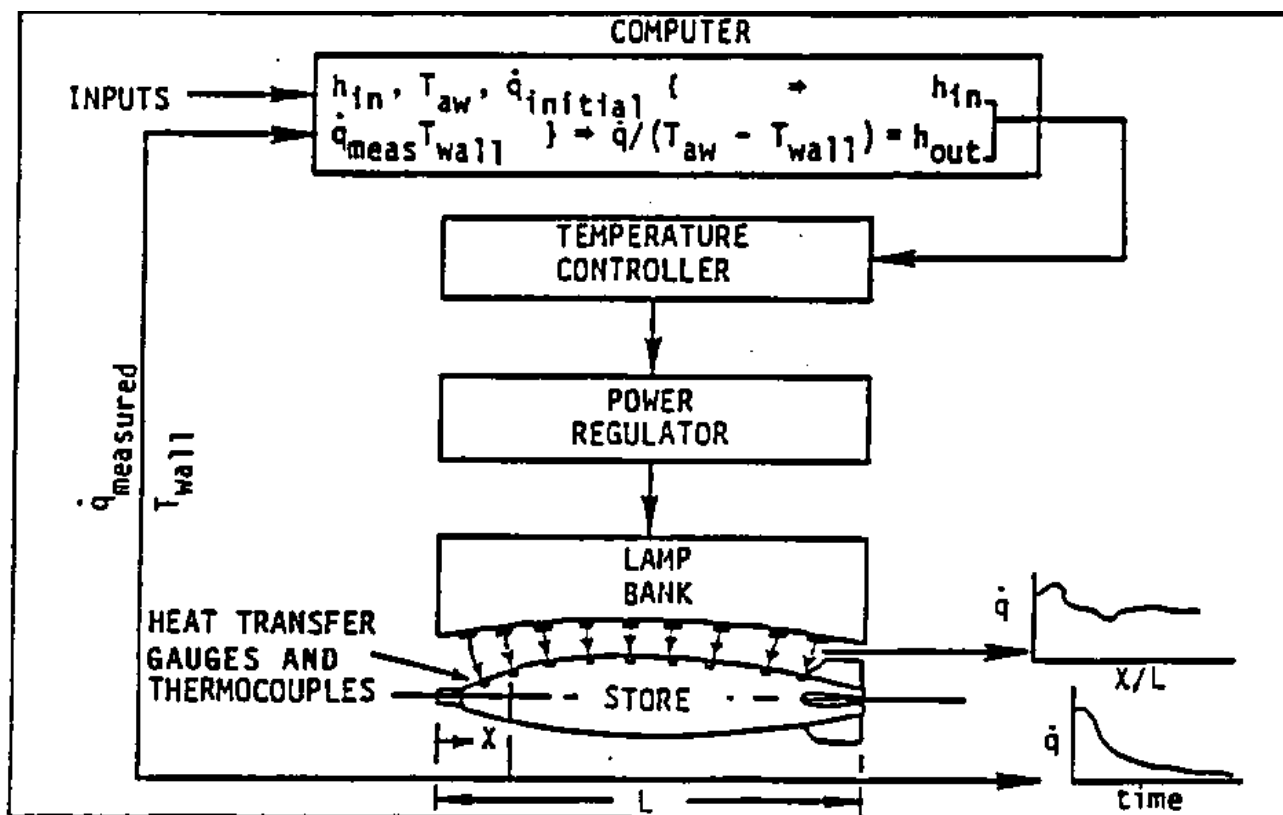 COMPUTER
INPUTS
h_in, T_aw, q̇_initial { ⇒ h_in
q̇_meas T_wall } ⇒ q̇/(T_aw - T_wall) = h_out
TEMPERATURE
CONTROLLER
POWER
REGULATOR
q̇_measured
T_wall
LAMP
BANK
HEAT TRANSFER
GAUGES AND
THERMOCOUPLES
STORE
X
L
q̇
X/L
q̇
time